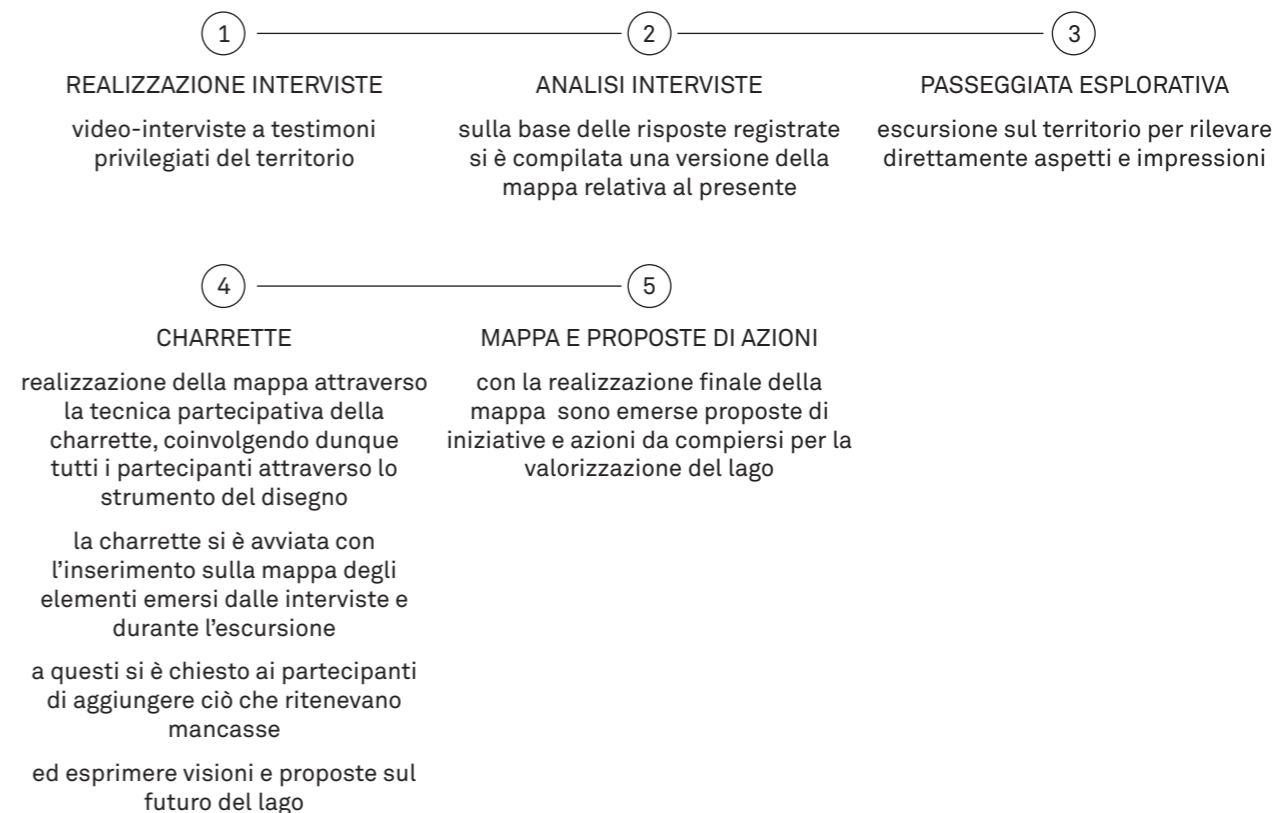 1
REALIZZAZIONE INTERVISTE
video-interviste a testimoni
privilegiati del territorio
2
ANALISI INTERVISTE
sulla base delle risposte registrate
si è compilata una versione della
mappa relativa al presente
3
PASSEGGIATA ESPLORATIVA
escursione sul territorio per rilevare
direttamente aspetti e impressioni
4
CHARRETTE
realizzazione della mappa attraverso
la tecnica partecipativa della
charrette, coinvolgendo dunque
tutti i partecipanti attraverso lo
strumento del disegno
la charrette si è avviata con
l'inserimento sulla mappa degli
elementi emersi dalle interviste e
durante l'escursione
a questi si è chiesto ai partecipanti
di aggiungere ciò che ritenevano
mancasse
ed esprimere visioni e proposte sul
futuro del lago
5
MAPPA E PROPOSTE DI AZIONI
con la realizzazione finale della
mappa sono emerse proposte di
iniziative e azioni da compiersi per la
valorizzazione del lago